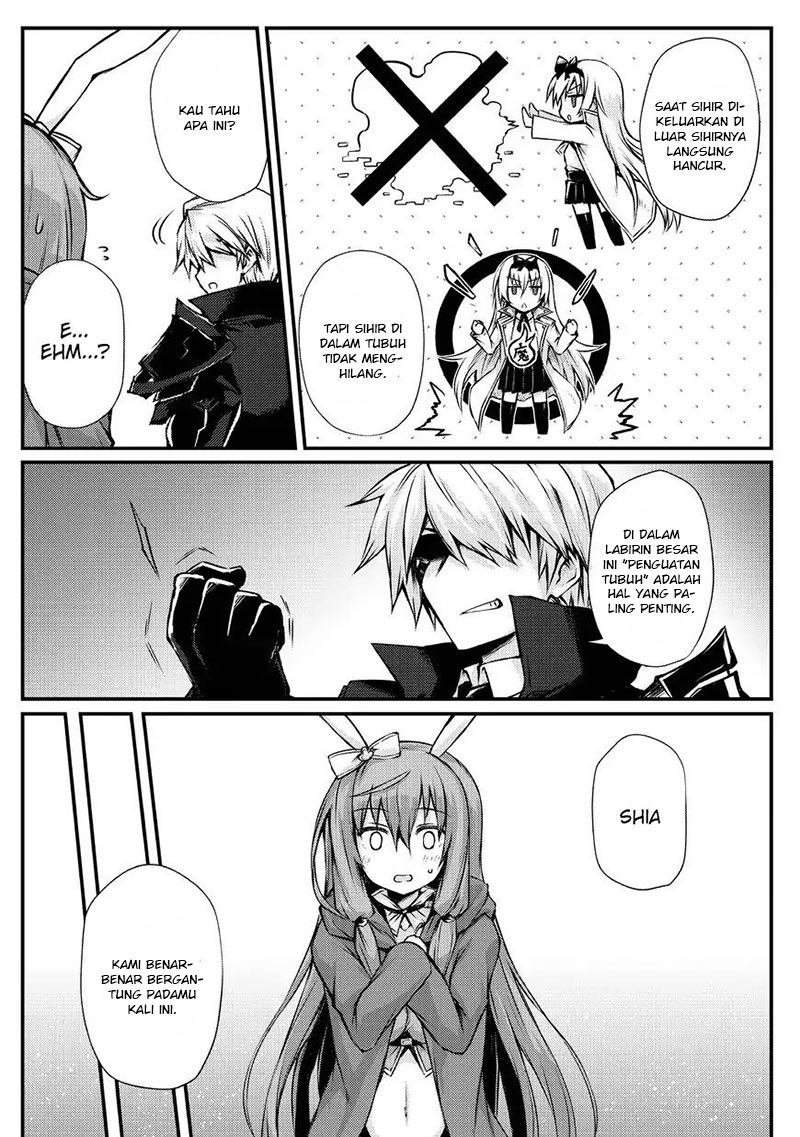 SAAT SIHIR DI-
KELUARKAN DI
LUAR SIHIRNYA
LANGSUNG
HANCUR.
TAPI SIHIR DI
DALAM TUBUH
TIDAK MENG-
HILANG.
魔
KAU TAHU
APA INI?
?
E...
EHM...?
DI DALAM
LABIRIN BESAR
INI "PENGUATAN
TUBUH" ADALAH
HAL YANG PA-
LING PENTING.
SHIA
KAMI BENAR-
BENAR BERGAN-
TUNG PADAMU
KALI INI.